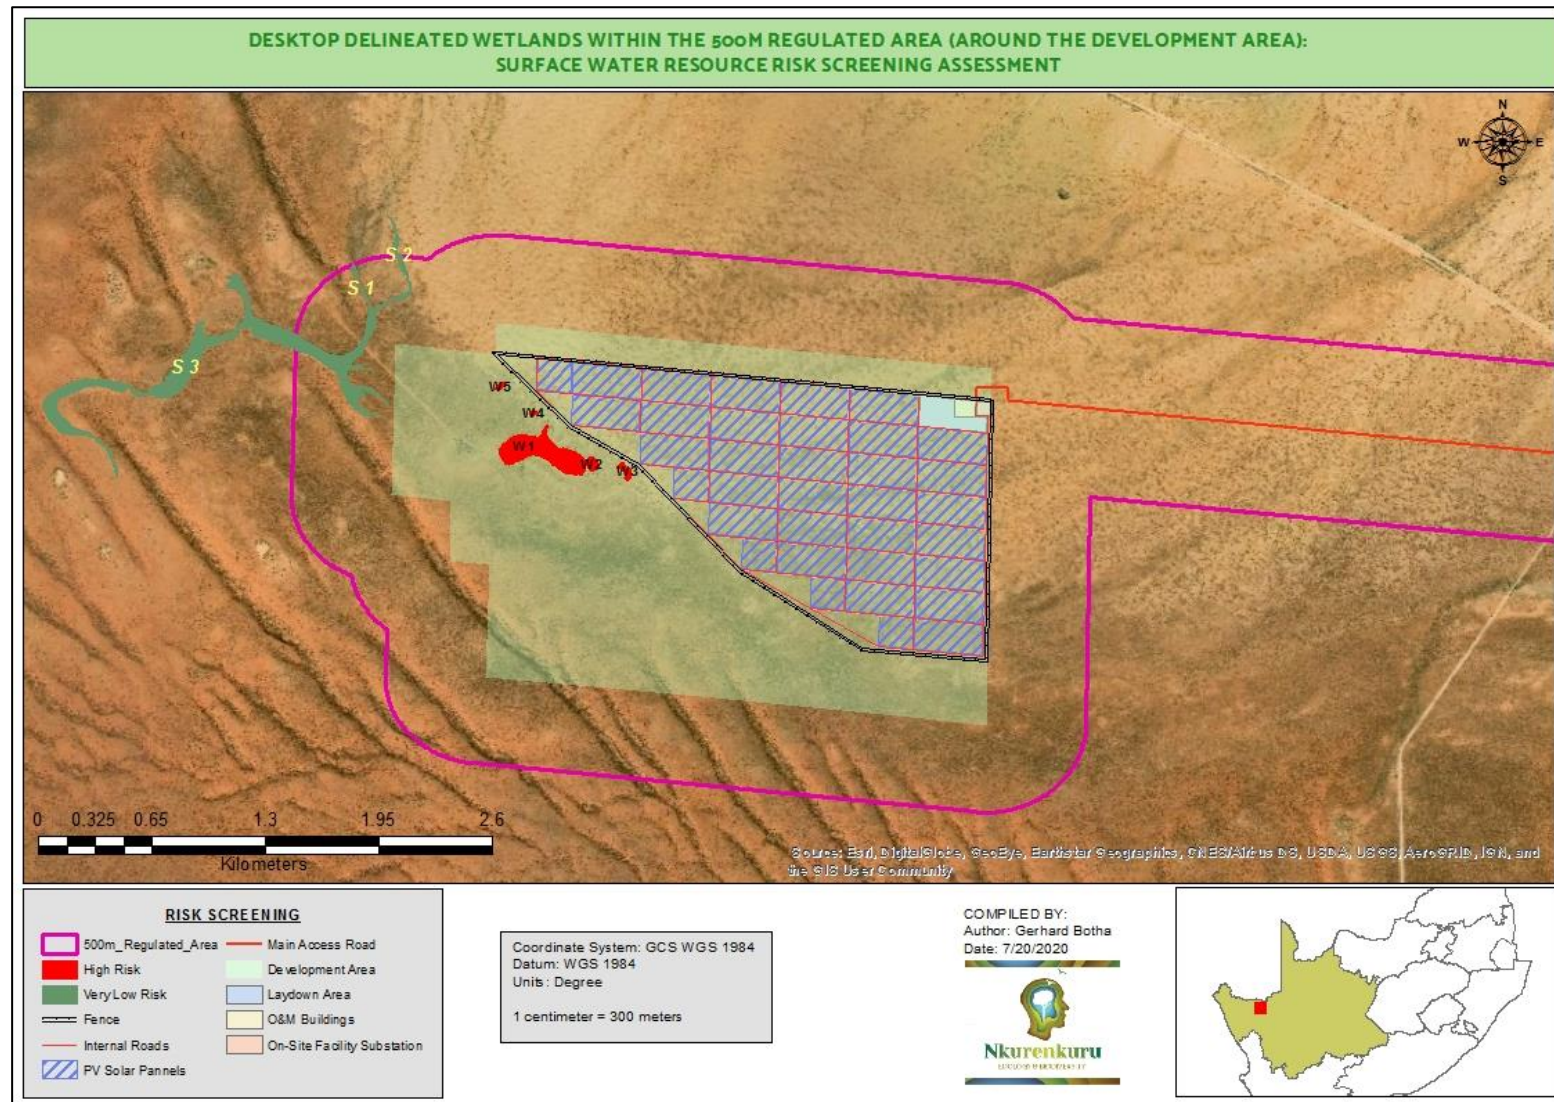 DESKTOP DELINEATED WETLANDS WITHIN THE 500M REGULATED AREA (AROUND THE DEVELOPMENT AREA):
SURFACE WATER RESOURCE RISK SCREENING ASSESSMENT
N
W E
S
S 2
S 1
S 3
W5
W4
W1
W2
W3
0 0.325 0.65 1.3 1.95 2.6
Kilometers
Source: Esri, DigitalGlobe, GeoEye, Earthstar Geographics, CNES/Airbus DS, USDA, USGS, AeroGRID, IGN, and
the GIS User Community
RISK SCREENING
500m_Regulated_Area
High Risk
Very Low Risk
Fence
Internal Roads
PV Solar Pannels
Main Access Road
Development Area
Laydown Area
O&M Buildings
On-Site Facility Substation
Coordinate System: GCS WGS 1984
Datum: WGS 1984
Units: Degree
1 centimeter = 300 meters
COMPILED BY:
Author: Gerhard Botha
Date: 7/20/2020
Nkurenkuru